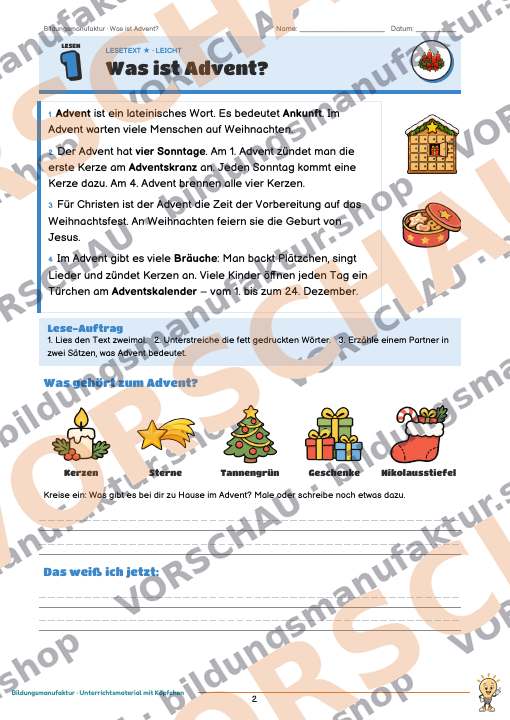 Bildungsmanufaktur · Was ist Advent?
Name: Datum:
LESEN
1
LESETEXT ★ · LEICHT
Was ist Advent?
1 Advent ist ein lateinisches Wort. Es bedeutet Ankunft. Im
Advent warten viele Menschen auf Weihnachten.
2 Der Advent hat vier Sonntage. Am 1. Advent zündet man die
erste Kerze am Adventskranz an. Jeden Sonntag kommt eine
Kerze dazu. Am 4. Advent brennen alle vier Kerzen.
3 Für Christen ist der Advent die Zeit der Vorbereitung auf das
Weihnachtsfest. An Weihnachten feiern sie die Geburt von
Jesus.
4 Im Advent gibt es viele Bräuche: Man backt Plätzchen, singt
Lieder und zündet Kerzen an. Viele Kinder öffnen jeden Tag ein
Türchen am Adventskalender – vom 1. bis zum 24. Dezember.
Lese-Auftrag
1. Lies den Text zweimal. 2. Unterstreiche die fett gedruckten Wörter. 3. Erzähle einem Partner in
zwei Sätzen, was Advent bedeutet.
Was gehört zum Advent?
Kerzen Sterne Tannengrün Geschenke Nikolausstiefel
Kreise ein: Was gibt es bei dir zu Hause im Advent? Male oder schreibe noch etwas dazu.
Das weiß ich jetzt:
Bildungsmanufaktur · Unterrichtsmaterial mit Köpfchen
2
VORSCHAU · bildungsmanufaktur.shop
VORSCHAU